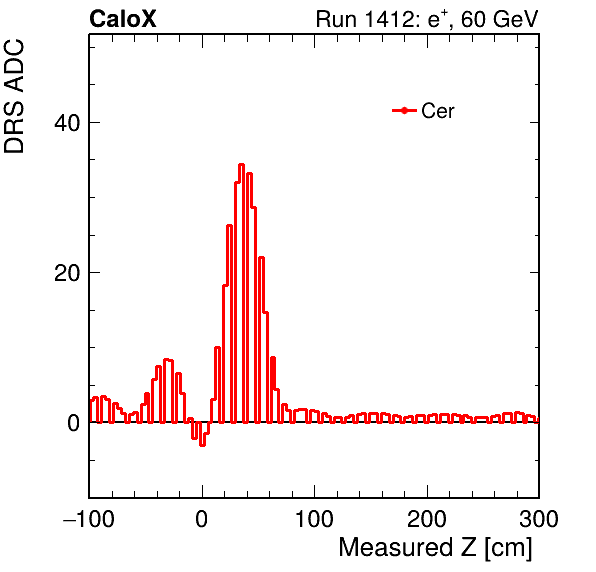 CaloX Run 1412: e⁺, 60 GeV
DRS ADC
Cer
40
20
0
−100 0 100 200 300
Measured Z [cm]